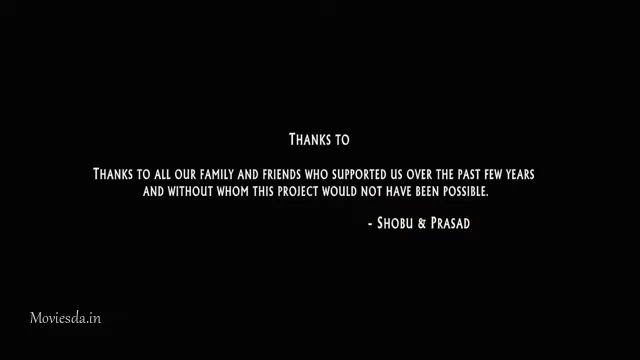 THANKS TO
THANKS TO ALL OUR FAMILY AND FRIENDS WHO SUPPORTED US OVER THE PAST FEW YEARS
AND WITHOUT WHOM THIS PROJECT WOULD NOT HAVE BEEN POSSIBLE.
- SHOBU & PRASAD
Moviesda.in